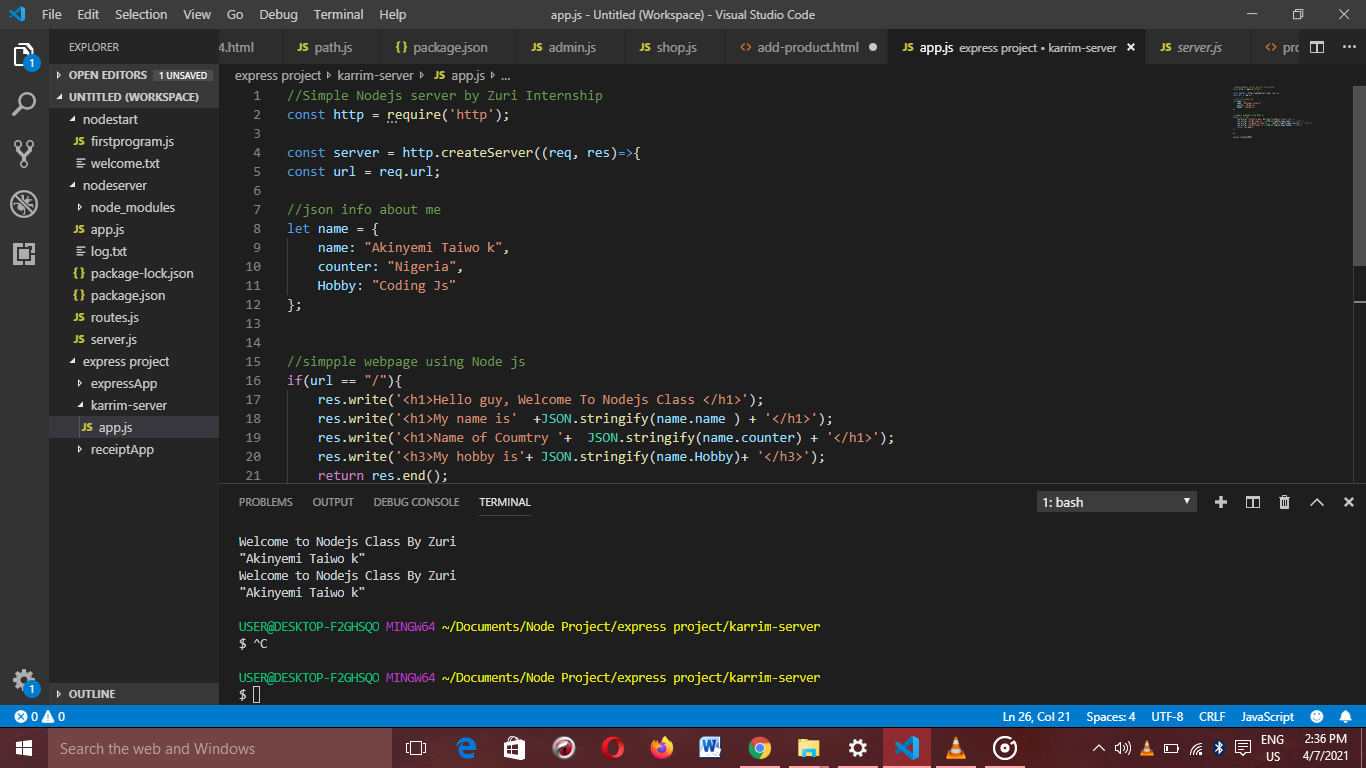 File Edit Selection View Go Debug Terminal Help
app.js - Untitled (Workspace) - Visual Studio Code
EXPLORER
4.html
JS path.js
{} package.json
JS admin.js
JS shop.js
<> add-product.html
JS app.js express project • karrim-server
JS server.js
<> pro
1
OPEN EDITORS 1 UNSAVED
UNTITLED (WORKSPACE)
nodestart
JS firstprogram.js
welcome.txt
nodeserver
node_modules
JS app.js
log.txt
{} package-lock.json
{} package.json
JS routes.js
JS server.js
express project
expressApp
karrim-server
JS app.js
receiptApp
OUTLINE
1
express project › karrim-server › JS app.js › ...
1 //Simple Nodejs server by Zuri Internship
2 const http = require('http');
3
4 const server = http.createServer((req, res)=>{
5 const url = req.url;
6
7 //json info about me
8 let name = {
9 name: "Akinyemi Taiwo k",
10 counter: "Nigeria",
11 Hobby: "Coding Js"
12 };
13
14
15 //simpple webpage using Node js
16 if(url == "/"){
17 res.write('<h1>Hello guy, Welcome To Nodejs Class </h1>');
18 res.write('<h1>My name is'  +JSON.stringify(name.name ) + '</h1>');
19 res.write('<h1>Name of Coumtry '+  JSON.stringify(name.counter) + '</h1>');
20 res.write('<h3>My hobby is'+ JSON.stringify(name.Hobby)+ '</h3>');
21 return res.end();
PROBLEMS OUTPUT DEBUG CONSOLE TERMINAL
1: bash
Welcome to Nodejs Class By Zuri
"Akinyemi Taiwo k"
Welcome to Nodejs Class By Zuri
"Akinyemi Taiwo k"
USER@DESKTOP-F2GHSQO MINGW64 ~/Documents/Node Project/express project/karrim-server
$ ^C
USER@DESKTOP-F2GHSQO MINGW64 ~/Documents/Node Project/express project/karrim-server
$
0 0
Ln 26, Col 21 Spaces: 4 UTF-8 CRLF JavaScript
Search the web and Windows
ENG
US
2:36 PM
4/7/2021